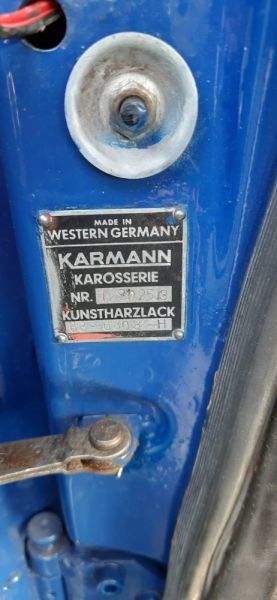 MADE IN
WESTERN GERMANY
KARMANN
KAROSSERIE
NR.
KUNSTHARZLACK